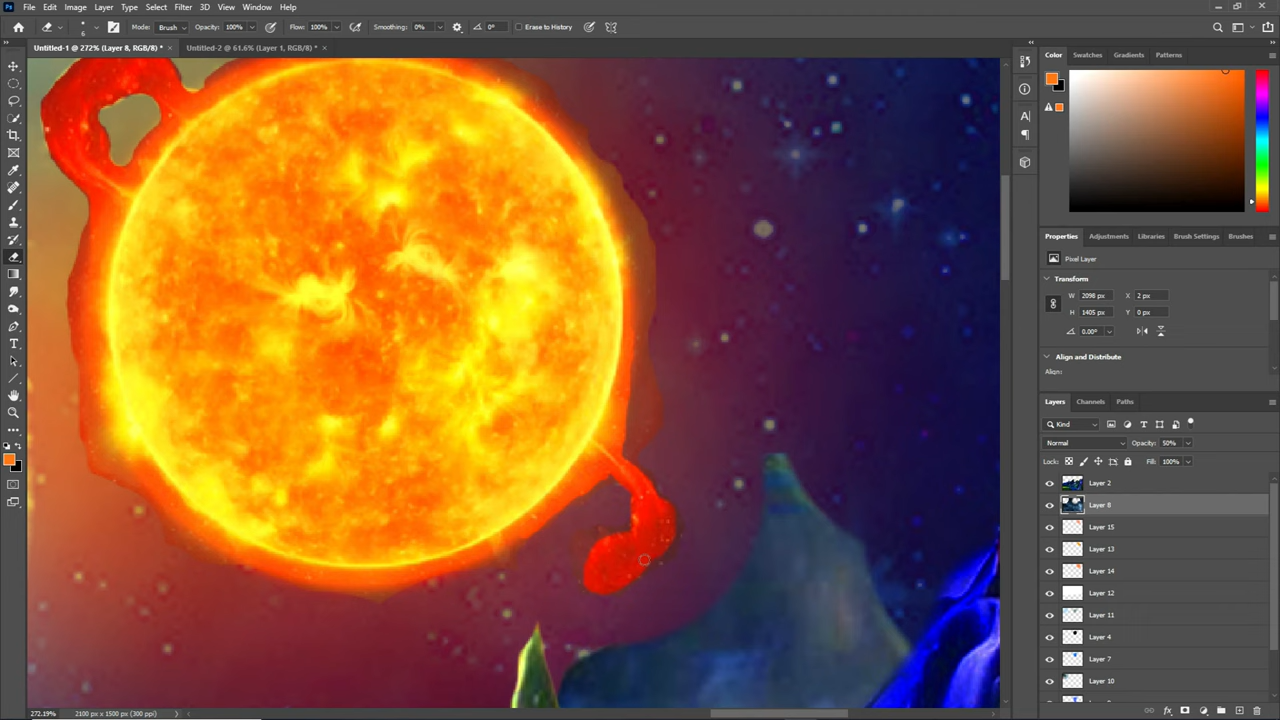 Ps File Edit Image Layer Type Select Filter 3D View Window Help
6 Mode: Brush Opacity: 100% Flow: 100% Smoothing: 0% 0° Erase to History
Untitled-1 @ 272% (Layer 8, RGB/8) * × Untitled-2 @ 61.6% (Layer 1, RGB/8) * ×
Color Swatches Gradients Patterns
Properties Adjustments Libraries Brush Settings Brushes
Pixel Layer
Transform
W 2098 px X 2 px
H 1405 px Y 0 px
0.00°
Align and Distribute
Align:
Layers Channels Paths
Kind
Normal Opacity: 50%
Lock: Fill: 100%
Layer 2
Layer 8
Layer 15
Layer 13
Layer 14
Layer 12
Layer 11
Layer 4
Layer 7
Layer 10
272.19% 2100 px x 1500 px (300 ppi)